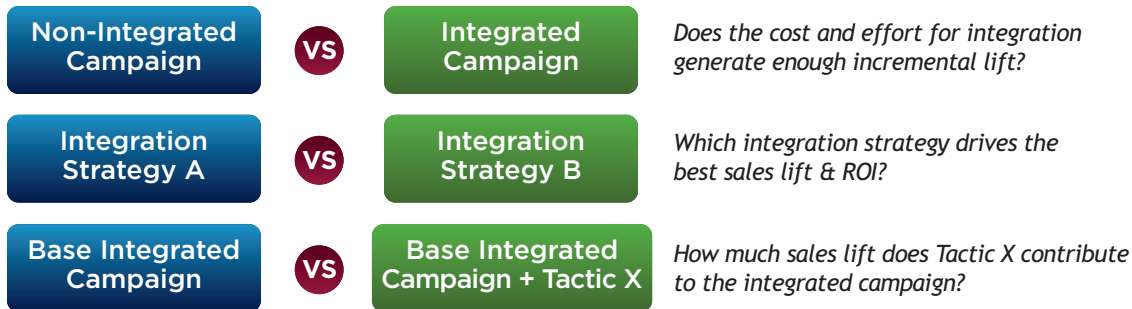 Non-Integrated
Campaign
VS
Integrated
Campaign
Does the cost and effort for integration
generate enough incremental lift?
Integration
Strategy A
VS
Integration
Strategy B
Which integration strategy drives the
best sales lift & ROI?
Base Integrated
Campaign
VS
Base Integrated
Campaign + Tactic X
How much sales lift does Tactic X contribute
to the integrated campaign?